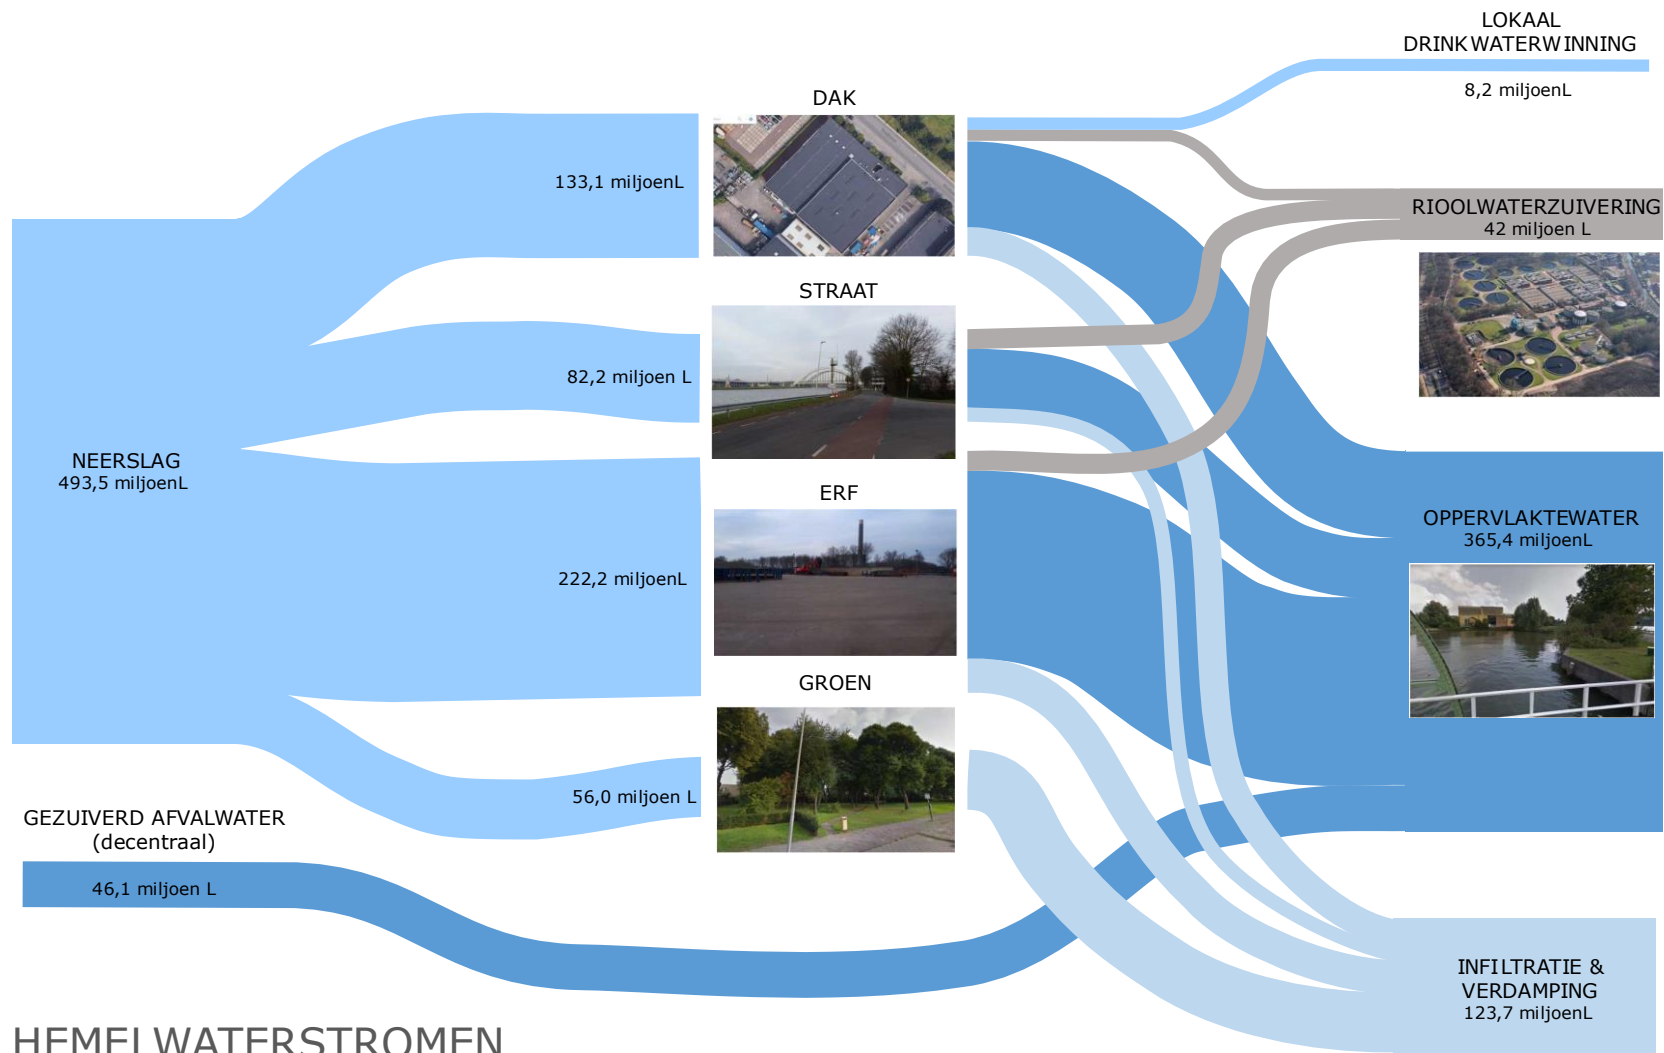 LOKAAL
DRINKWATERWINNING
8,2 miljoenL
DAK
133,1 miljoenL
RIOOLWATERZUIVERING
42 miljoen L
STRAAT
82,2 miljoen L
NEERSLAG
493,5 miljoenL
ERF
222,2 miljoenL
OPPERVLAKTEWATER
365,4 miljoenL
GROEN
56,0 miljoen L
GEZUIVERD AFVALWATER
(decentraal)
46,1 miljoen L
INFILTRATIE &
VERDAMPING
123,7 miljoenL
HEMELWATERSTROMEN